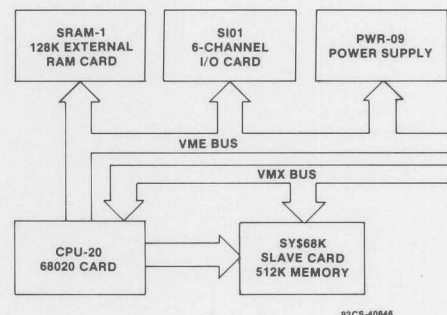 SRAM-1
128K EXTERNAL
RAM CARD
SI01
6-CHANNEL
I/O CARD
PWR-09
POWER SUPPLY
VME BUS
VMX BUS
CPU-20
68020 CARD
SY$68K
SLAVE CARD
512K MEMORY
92CS-40646